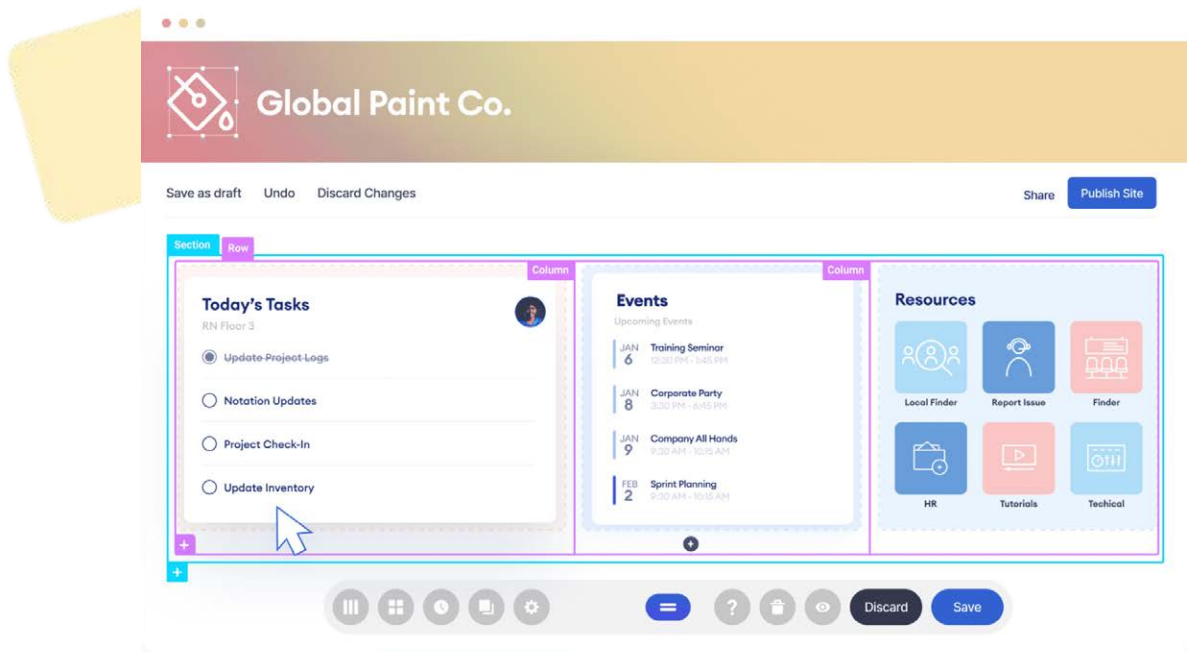 Global Paint Co.
Save as draft Undo Discard Changes Share Publish Site
Section Row
Column Column
Today's Tasks
RN Floor 3
Update Project Logs
Notation Updates
Project Check-In
Update Inventory
Events
Upcoming Events
JAN 6 Training Seminar
12:30 PM - 1:45 PM
JAN 8 Corporate Party
3:30 PM - 6:45 PM
JAN 9 Company All Hands
9:30 AM - 10:15 AM
FEB 2 Sprint Planning
9:30 AM - 10:15 AM
Resources
Local Finder Report Issue Finder
HR Tutorials Techical
Discard Save